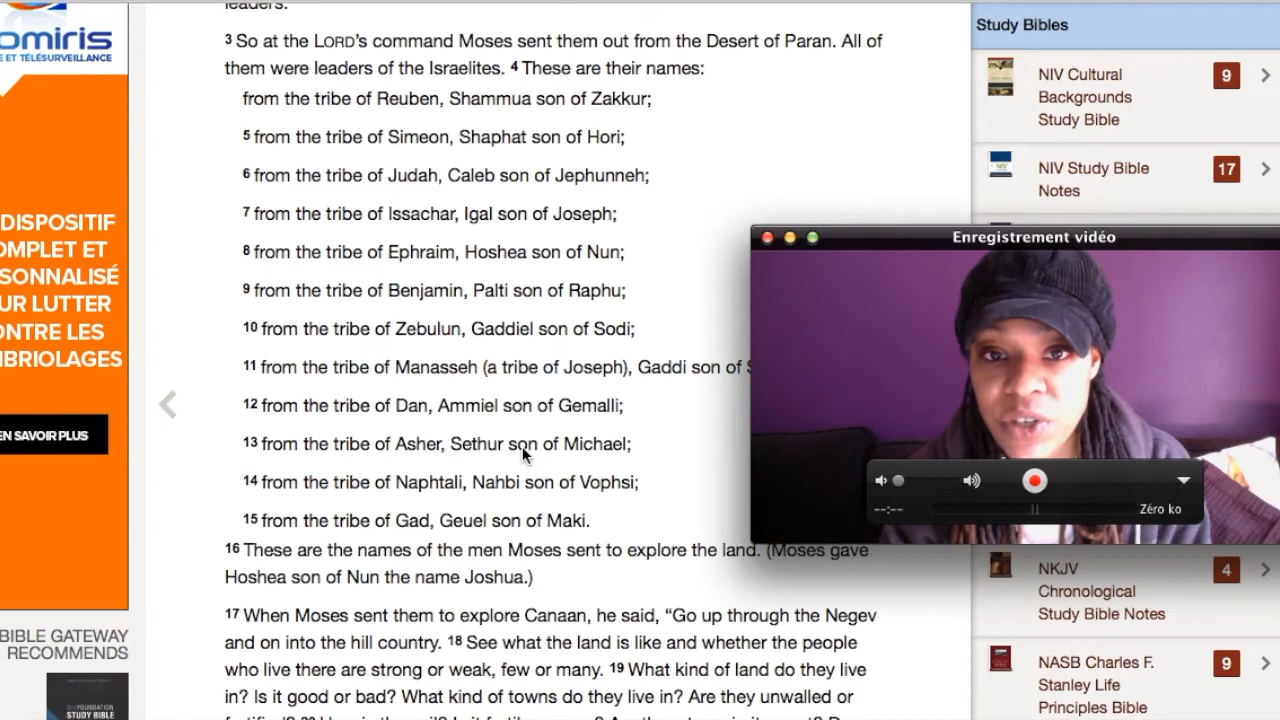 leaders.
3 So at the LORD's command Moses sent them out from the Desert of Paran. All of
them were leaders of the Israelites. 4 These are their names:
from the tribe of Reuben, Shammua son of Zakkur;
5 from the tribe of Simeon, Shaphat son of Hori;
6 from the tribe of Judah, Caleb son of Jephunneh;
7 from the tribe of Issachar, Igal son of Joseph;
8 from the tribe of Ephraim, Hoshea son of Nun;
9 from the tribe of Benjamin, Palti son of Raphu;
10 from the tribe of Zebulun, Gaddiel son of Sodi;
11 from the tribe of Manasseh (a tribe of Joseph), Gaddi son of
12 from the tribe of Dan, Ammiel son of Gemalli;
13 from the tribe of Asher, Sethur son of Michael;
14 from the tribe of Naphtali, Nahbi son of Vophsi;
15 from the tribe of Gad, Geuel son of Maki.
16 These are the names of the men Moses sent to explore the land. (Moses gave
Hoshea son of Nun the name Joshua.)
17 When Moses sent them to explore Canaan, he said, “Go up through the Negev
and on into the hill country. 18 See what the land is like and whether the people
who live there are strong or weak, few or many. 19 What kind of land do they live
in? Is it good or bad? What kind of towns do they live in? Are they unwalled or
omiris
E ET TÉLÉSURVEILLANCE
DISPOSITIF
OMPLET ET
SONNALISÉ
UR LUTTER
ONTRE LES
MBRIOLAGES
EN SAVOIR PLUS
BIBLE GATEWAY
RECOMMENDS
STUDY BIBLE
Study Bibles
NIV Cultural 9
Backgrounds
Study Bible
NIV Study Bible 17
Notes
Enregistrement vidéo
--:--
Zéro ko
NKJV 4
Chronological
Study Bible Notes
NASB Charles F. 9
Stanley Life
Principles Bible